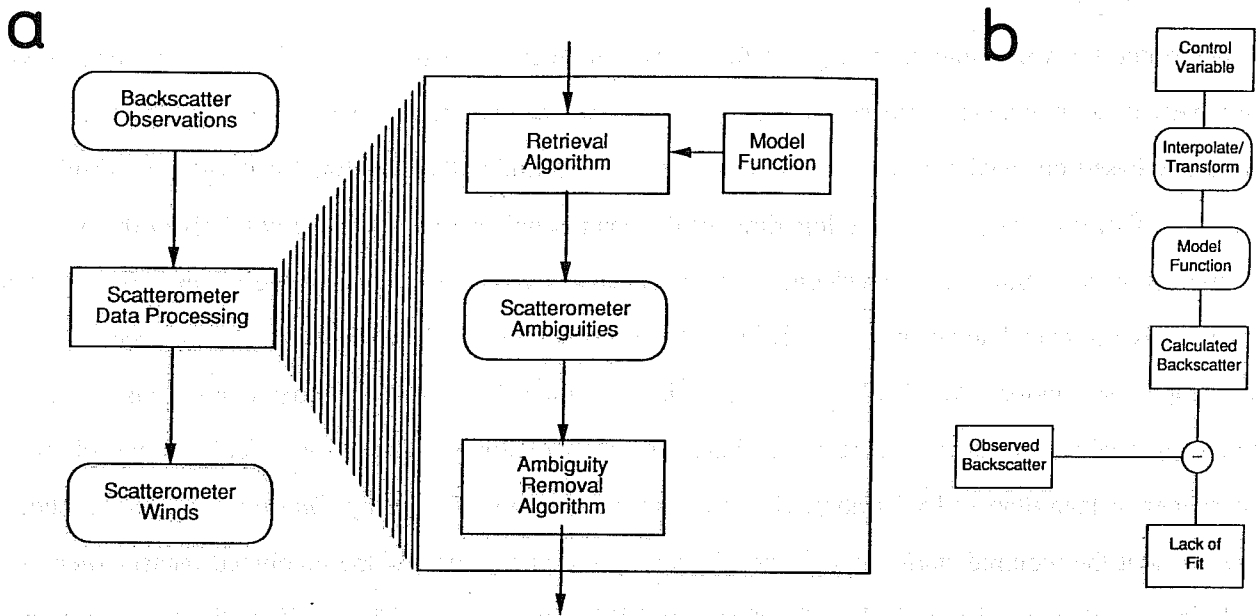 a
Backscatter
Observations
Scatterometer
Data Processing
Scatterometer
Winds
Retrieval
Algorithm
Model
Function
Scatterometer
Ambiguities
Ambiguity
Removal
Algorithm
b
Control
Variable
Interpolate/
Transform
Model
Function
Calculated
Backscatter
Observed
Backscatter
−
Lack of
Fit